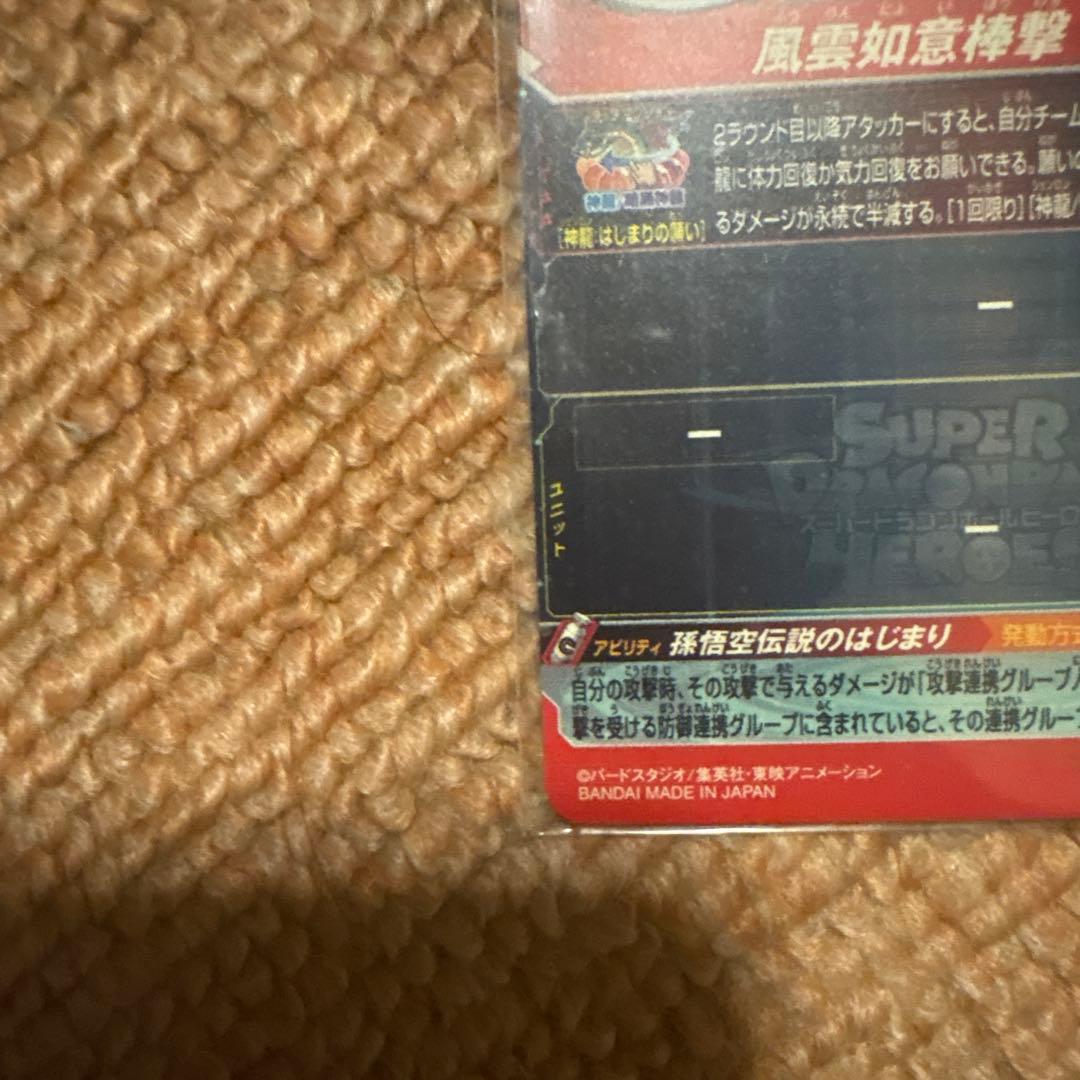 風雲如意棒撃
2ラウンド目以降アタッカーにすると、自分チーム
龍に体力回復か気力回復をお願いできる。願いの
るダメージが永続で半減する。[1回限り][神龍/
[神龍:はじまりの願い]
ー
ー
SUPER
スーパードラゴンボールヒーロ
HEROES
ー
ユニット
アビリティ 孫悟空伝説のはじまり 発動方式
自分の攻撃時、その攻撃で与えるダメージが「攻撃連携グループ
撃を受ける防御連携グループに含まれていると、その連携グルー
©バードスタジオ/集英社・東映アニメーション
BANDAI MADE IN JAPAN